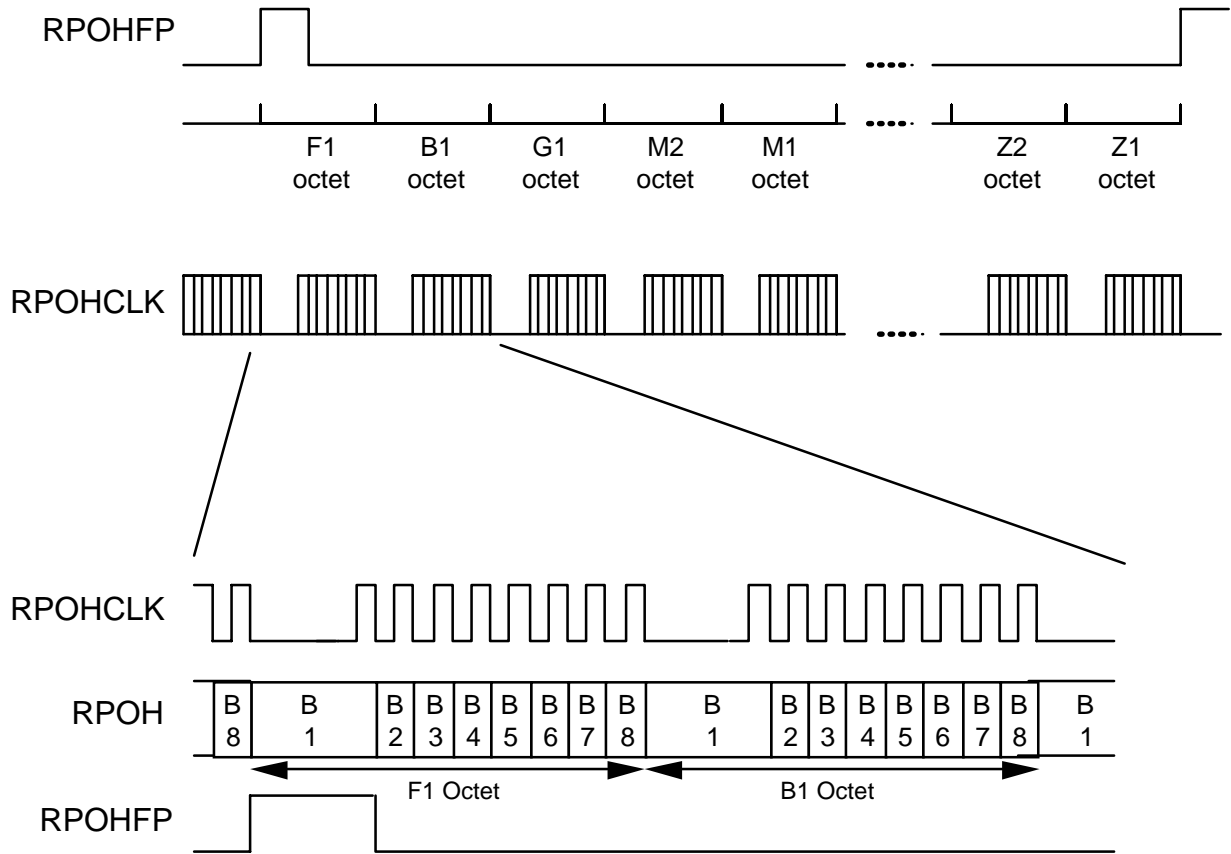 RPOHFP
F1 B1 G1 M2 M1 Z2 Z1
octet octet octet octet octet octet octet
RPOHCLK
RPOHCLK
RPOH
B B B B B B B B B B B B B B B B B B
8 1 2 3 4 5 6 7 8 1 2 3 4 5 6 7 8 1
F1 Octet B1 Octet
RPOHFP